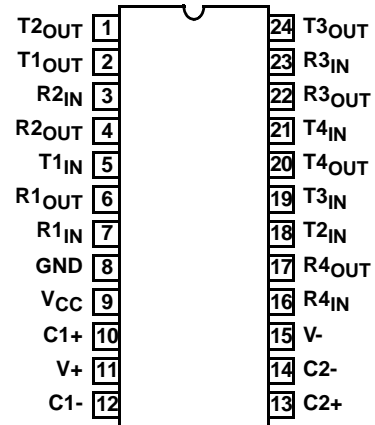 T2OUT 1 24 T3OUT
T1OUT 2 23 R3IN
R2IN 3 22 R3OUT
R2OUT 4 21 T4IN
T1IN 5 20 T4OUT
R1OUT 6 19 T3IN
R1IN 7 18 T2IN
GND 8 17 R4OUT
VCC 9 16 R4IN
C1+ 10 15 V-
V+ 11 14 C2-
C1- 12 13 C2+